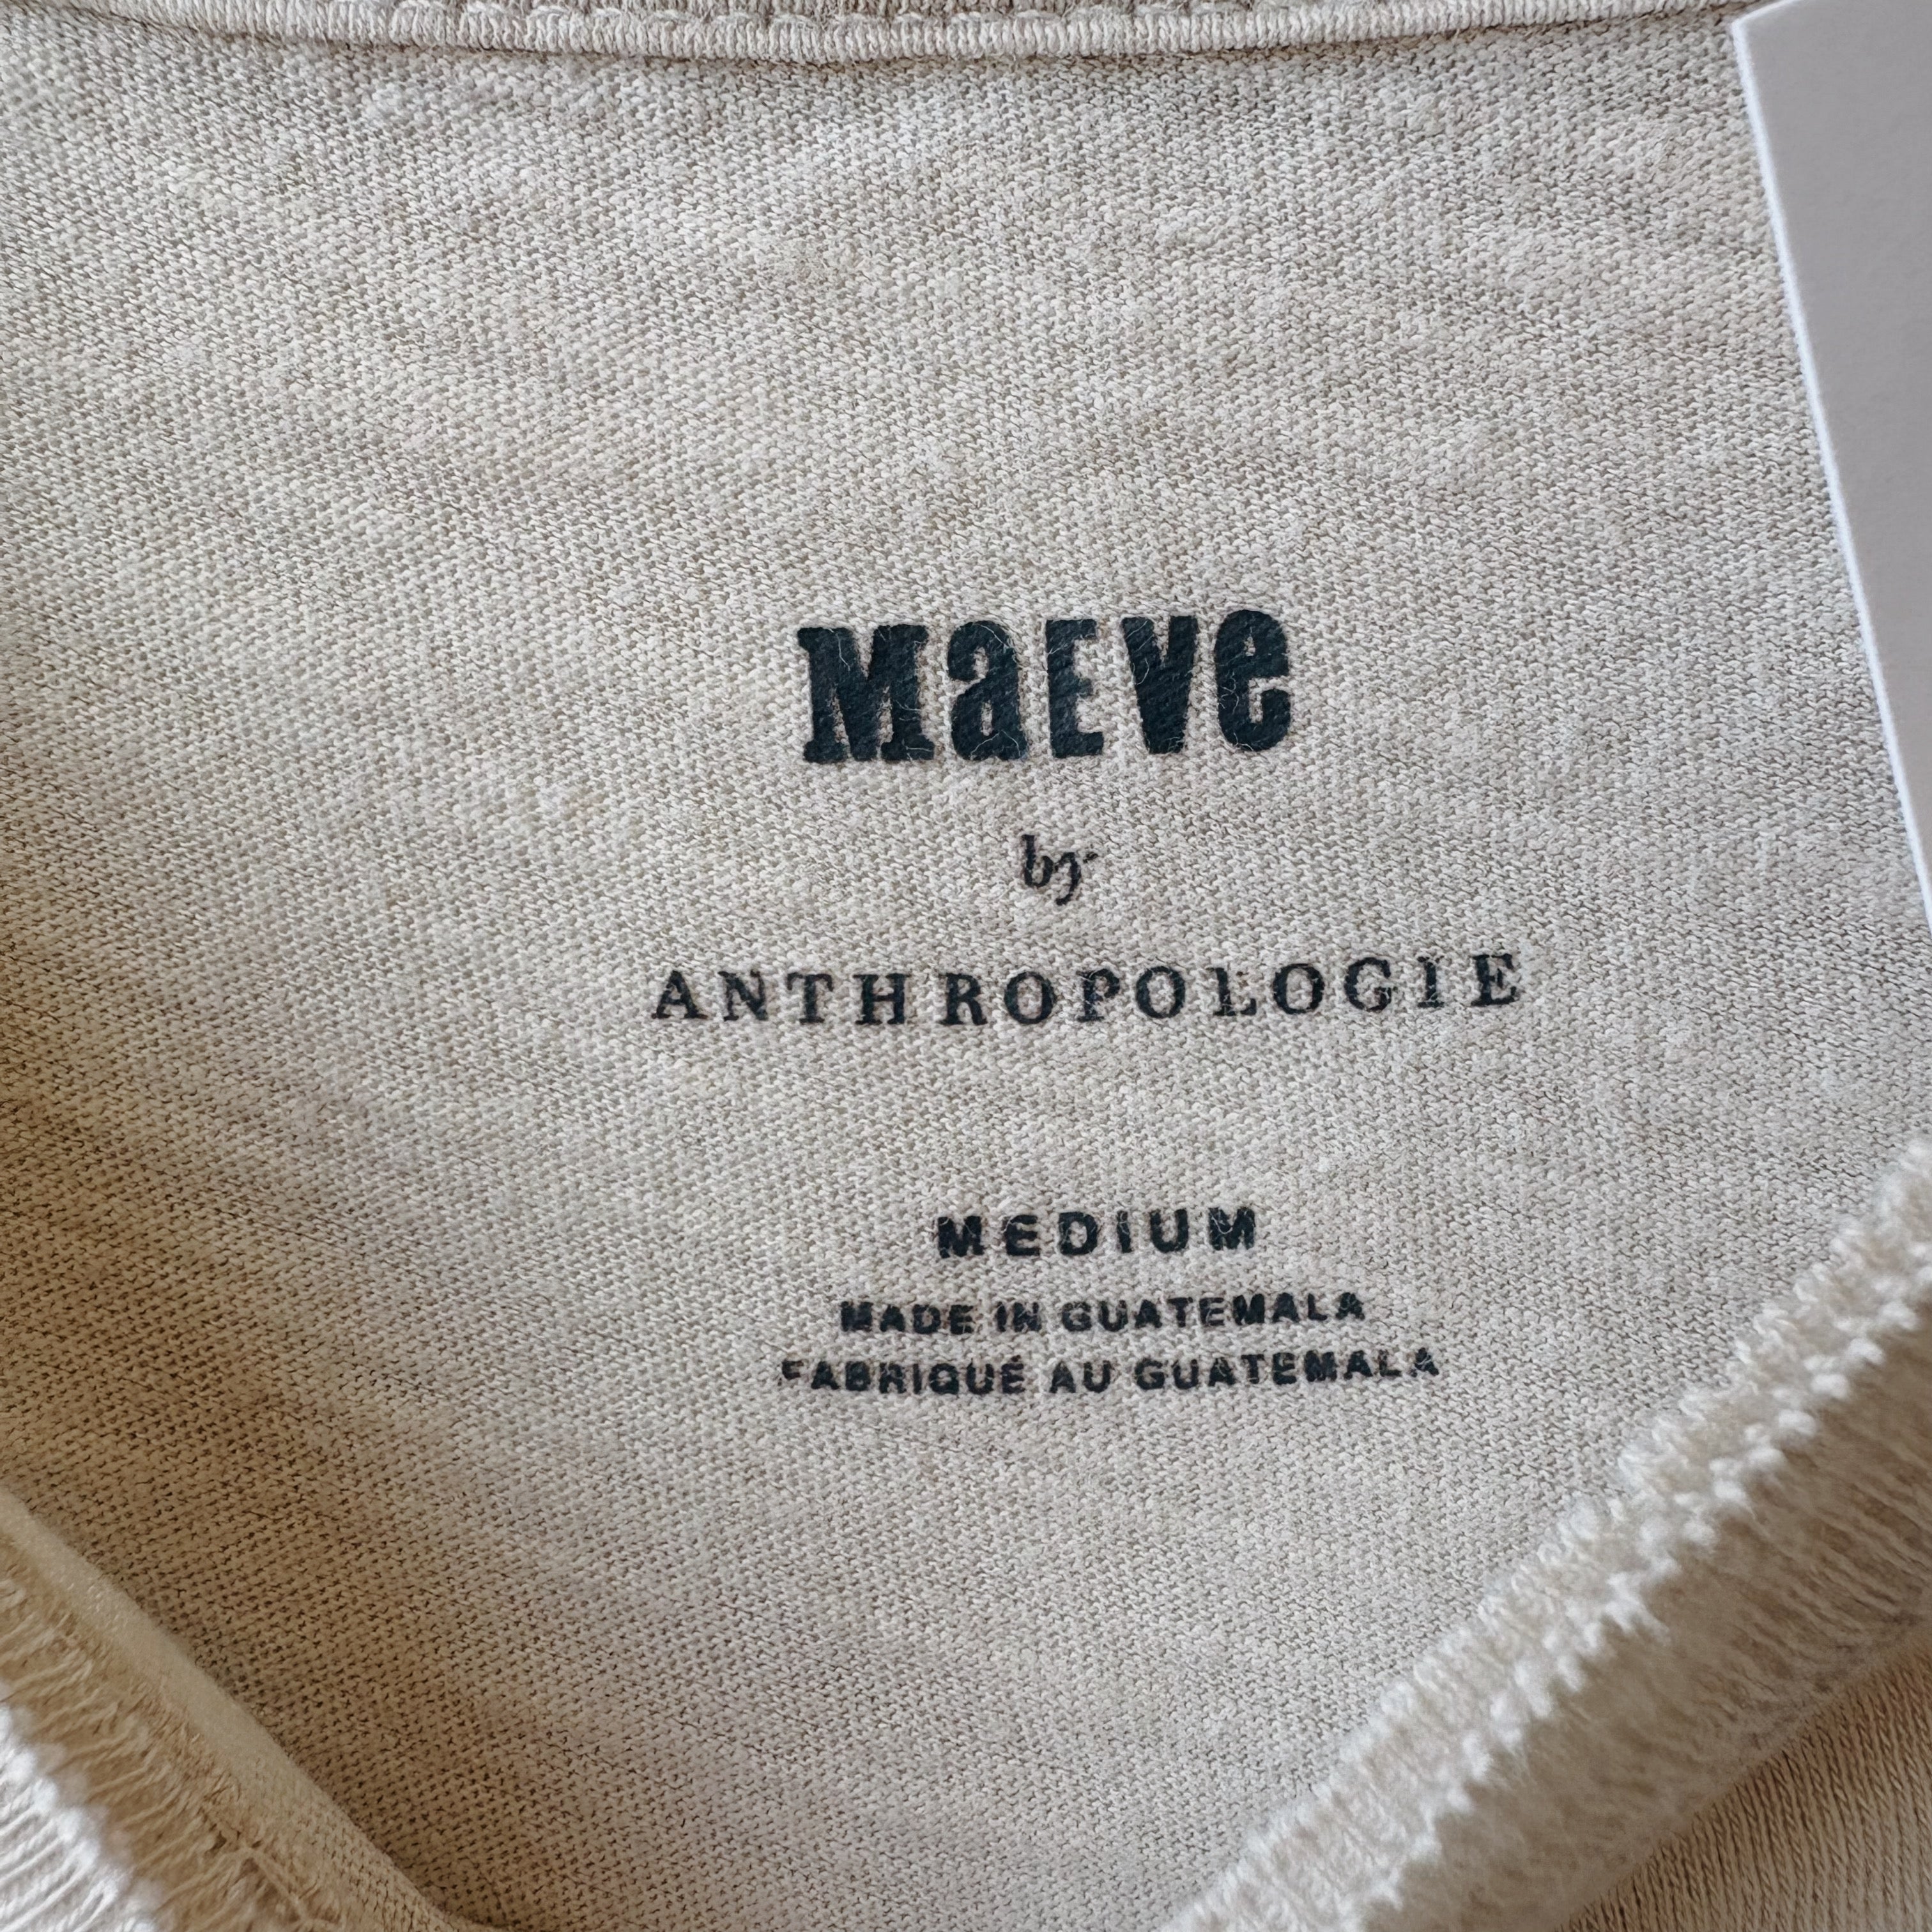 MaEVe
by
ANTHROPOLOGIE
MEDIUM
MADE IN GUATEMALA
FABRIQUÉ AU GUATEMALA